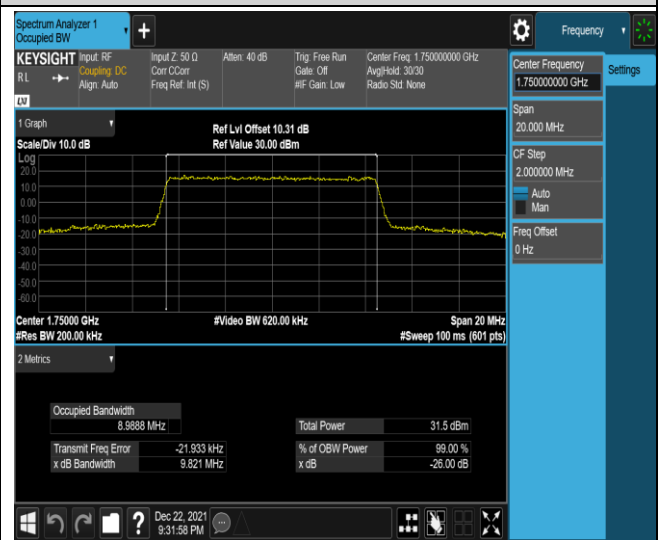 Spectrum Analyzer 1
Occupied BW
+
Frequency
KEYSIGHT
RL
LXI
Input: RF
Coupling: DC
Align: Auto
Input Z: 50 Ω
Corr CCorr
Freq Ref: Int (S)
Atten: 40 dB
Trig: Free Run
Gate: Off
#IF Gain: Low
Center Freq: 1.750000000 GHz
Avg|Hold: 30/30
Radio Std: None
Center Frequency
1.750000000 GHz
Settings
Span
20.000 MHz
CF Step
2.000000 MHz
Auto
Man
Freq Offset
0 Hz
1 Graph
Scale/Div 10.0 dB
Ref Lvl Offset 10.31 dB
Ref Value 30.00 dBm
Log
20.0
10.0
0.00
-10.0
-20.0
-30.0
-40.0
-50.0
-60.0
Center 1.75000 GHz
#Res BW 200.00 kHz
#Video BW 620.00 kHz
Span 20 MHz
#Sweep 100 ms (601 pts)
2 Metrics
Occupied Bandwidth
8.9888 MHz
Transmit Freq Error -21.933 kHz
x dB Bandwidth 9.821 MHz
Total Power 31.5 dBm
% of OBW Power 99.00 %
x dB -26.00 dB
?
Dec 22, 2021
9:31:58 PM